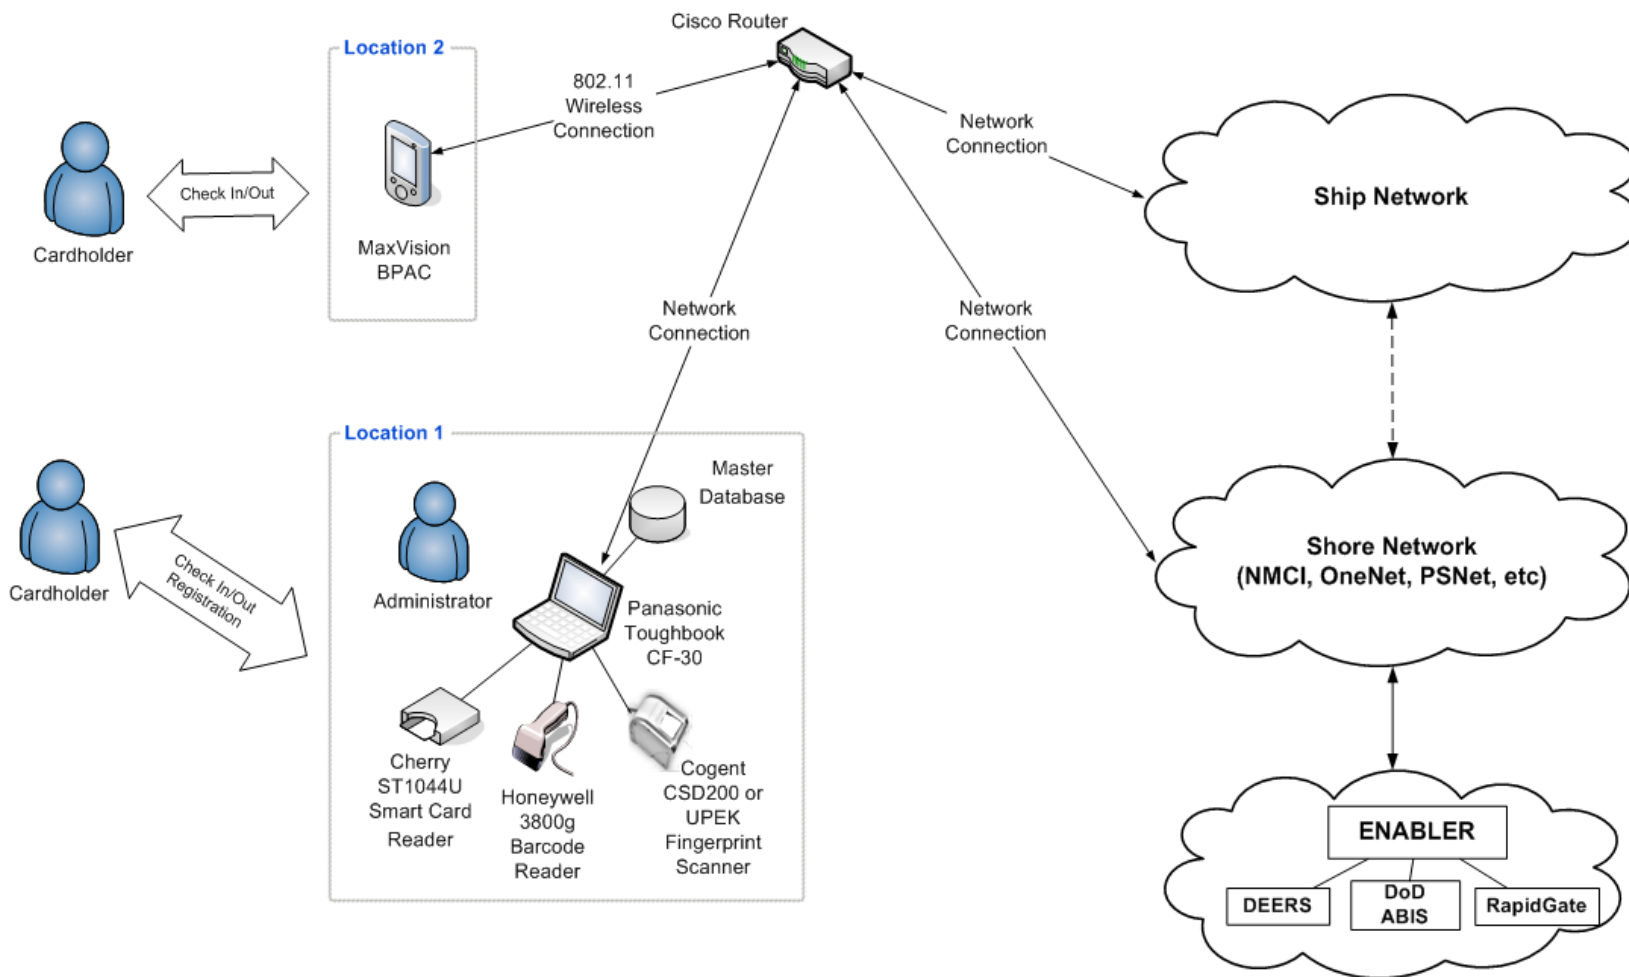 Cisco Router
Location 2
802.11
Wireless
Connection
Network
Connection
Ship Network
Check In/Out
Cardholder
MaxVision
BPAC
Network
Connection
Network
Connection
Location 1
Master
Database
Cardholder
Check In/Out
Registration
Administrator
Panasonic
Toughbook
CF-30
Shore Network
(NMCI, OneNet, PSNet, etc)
Cherry
ST1044U
Smart Card
Reader
Honeywell
3800g
Barcode
Reader
Cogent
CSD200 or
UPEK
Fingerprint
Scanner
ENABLER
DEERS
DoD
ABIS
RapidGate